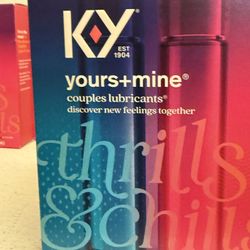 KY
EST
1904
yours+mine®
couples lubricants®
discover new feelings together
thrills
& chills